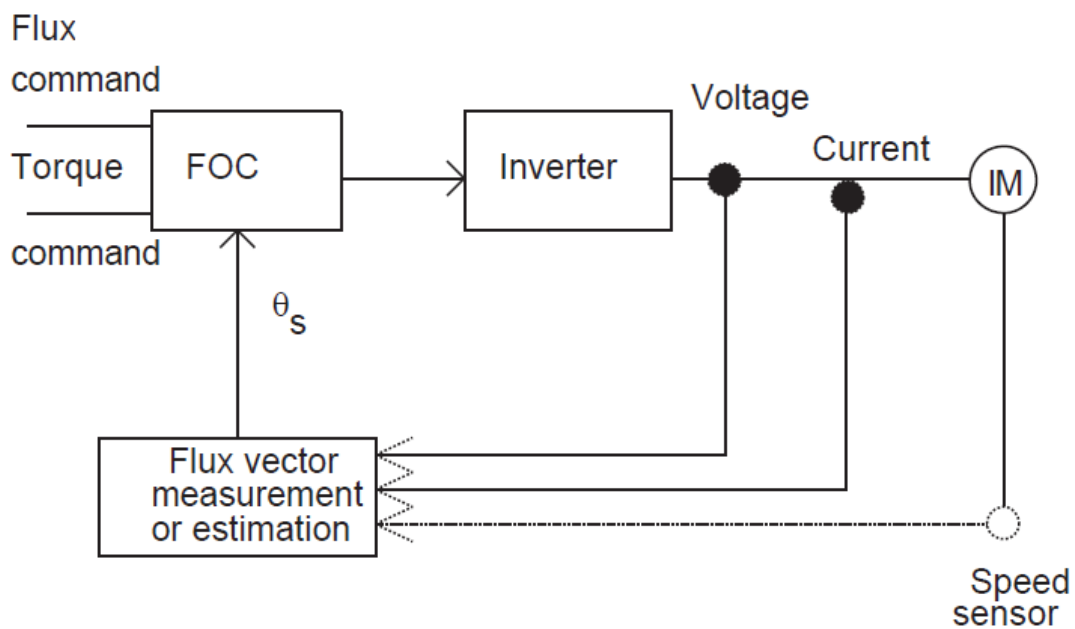 Flux
command
Torque
command
FOC
Inverter
Voltage
Current
IM
θs
Flux vector
measurement
or estimation
Speed
sensor